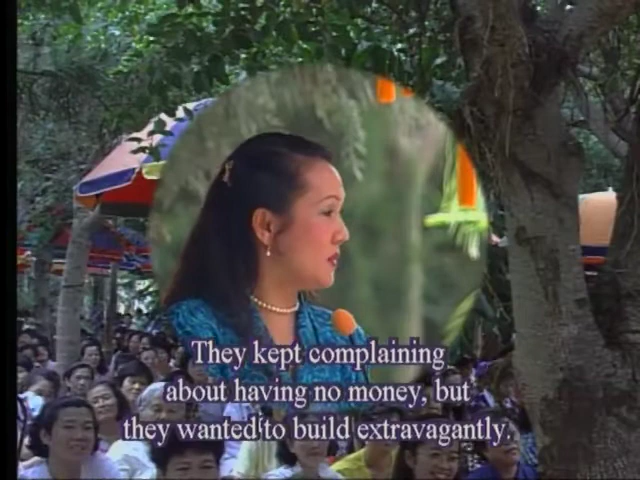 They kept complaining
about having no money, but
they wanted to build extravagantly.